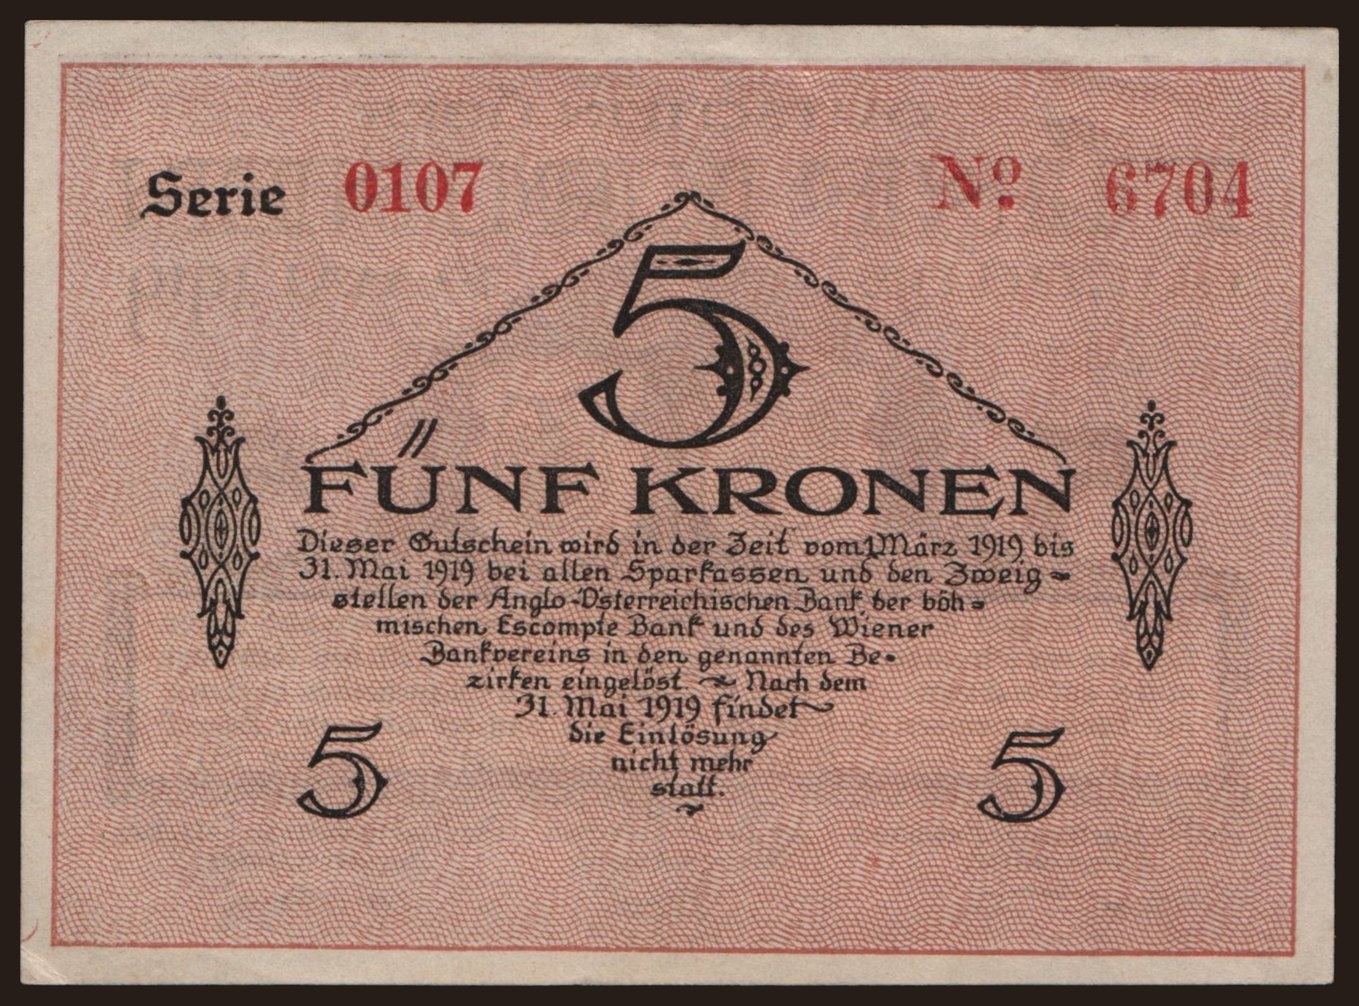 Serie 0107 No 6704
5
FÜNF KRONEN
Dieser Gutschein wird in der Zeit vom 1. März 1919 bis
31. Mai 1919 bei allen Sparkassen und den Zweig-
stellen der Anglo-Österreichischen Bank der böh-
mischen Escompte Bank und des Wiener
Bankvereins in den genannten Be-
zirken eingelöst ~ Nach dem
31. Mai 1919 findet
die Einlösung
nicht mehr
statt.
5 5